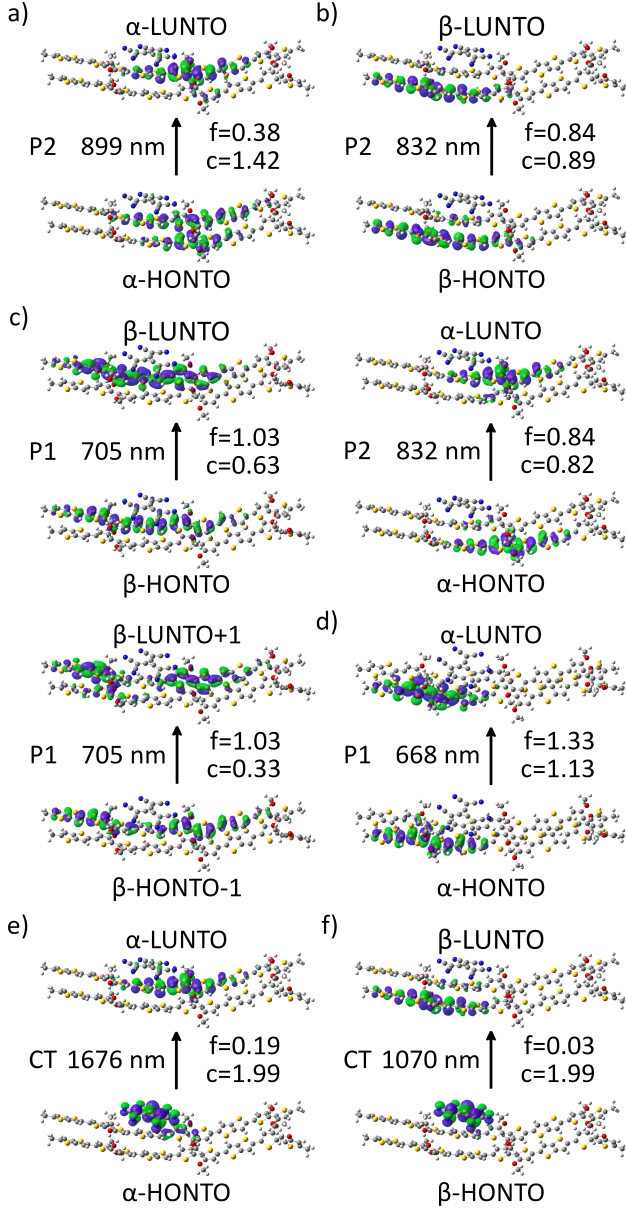 a)
α-LUNTO
P2 899 nm f=0.38
c=1.42
α-HONTO
b)
β-LUNTO
P2 832 nm f=0.84
c=0.89
β-HONTO
c)
β-LUNTO
P1 705 nm f=1.03
c=0.63
β-HONTO
α-LUNTO
P2 832 nm f=0.84
c=0.82
α-HONTO
β-LUNTO+1
P1 705 nm f=1.03
c=0.33
β-HONTO-1
d)
α-LUNTO
P1 668 nm f=1.33
c=1.13
α-HONTO
e)
α-LUNTO
CT 1676 nm f=0.19
c=1.99
α-HONTO
f)
β-LUNTO
CT 1070 nm f=0.03
c=1.99
β-HONTO